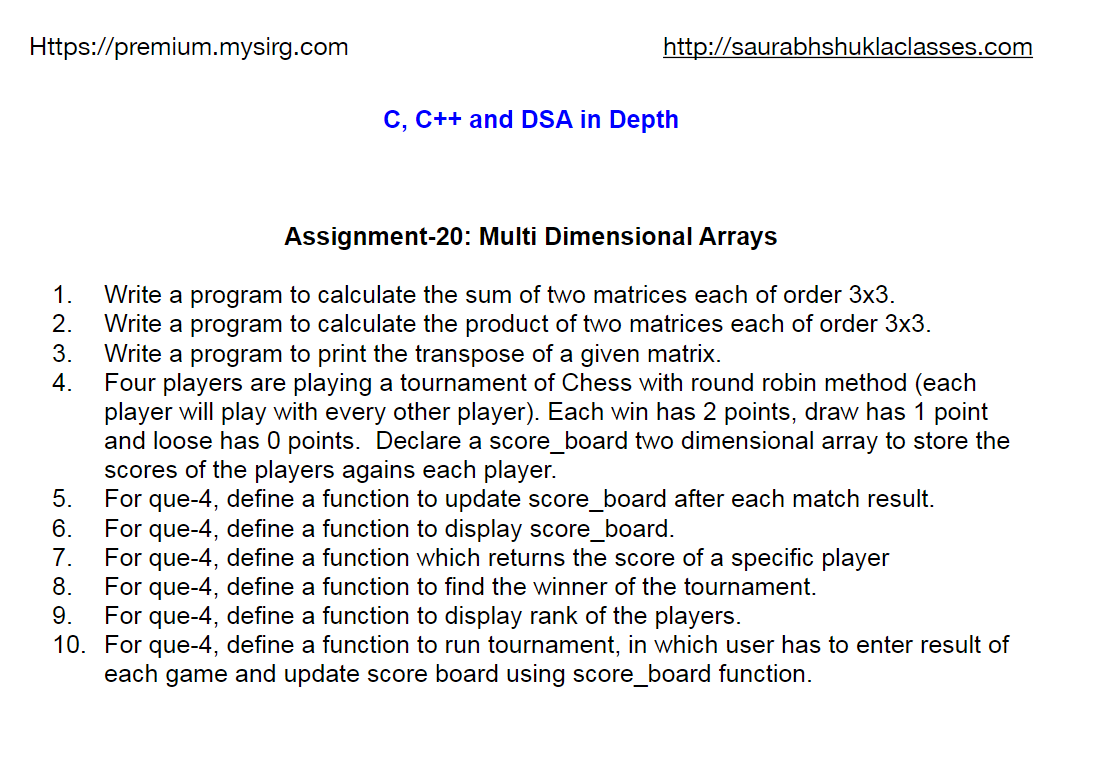 Https://premium.mysirg.com http://saurabhshuklaclasses.com
C, C++ and DSA in Depth
Assignment-20: Multi Dimensional Arrays
1. Write a program to calculate the sum of two matrices each of order 3x3.
2. Write a program to calculate the product of two matrices each of order 3x3.
3. Write a program to print the transpose of a given matrix.
4. Four players are playing a tournament of Chess with round robin method (each
player will play with every other player). Each win has 2 points, draw has 1 point
and loose has 0 points.  Declare a score_board two dimensional array to store the
scores of the players agains each player.
5. For que-4, define a function to update score_board after each match result.
6. For que-4, define a function to display score_board.
7. For que-4, define a function which returns the score of a specific player
8. For que-4, define a function to find the winner of the tournament.
9. For que-4, define a function to display rank of the players.
10. For que-4, define a function to run tournament, in which user has to enter result of
each game and update score board using score_board function.